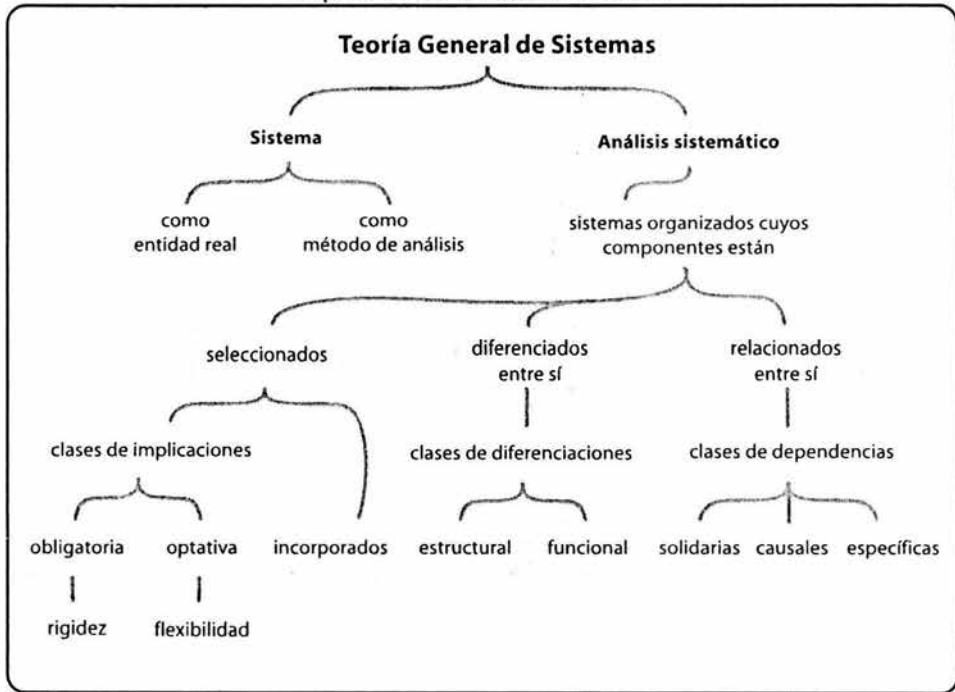 Teoría General de Sistemas
Sistema
Análisis sistemático
como
entidad real
como
método de análisis
sistemas organizados cuyos
componentes están
seleccionados
diferenciados
entre sí
relacionados
entre sí
clases de implicaciones
clases de diferenciaciones
clases de dependencias
obligatoria
optativa
incorporados
estructural
funcional
solidarias
causales
específicas
rigidez
flexibilidad